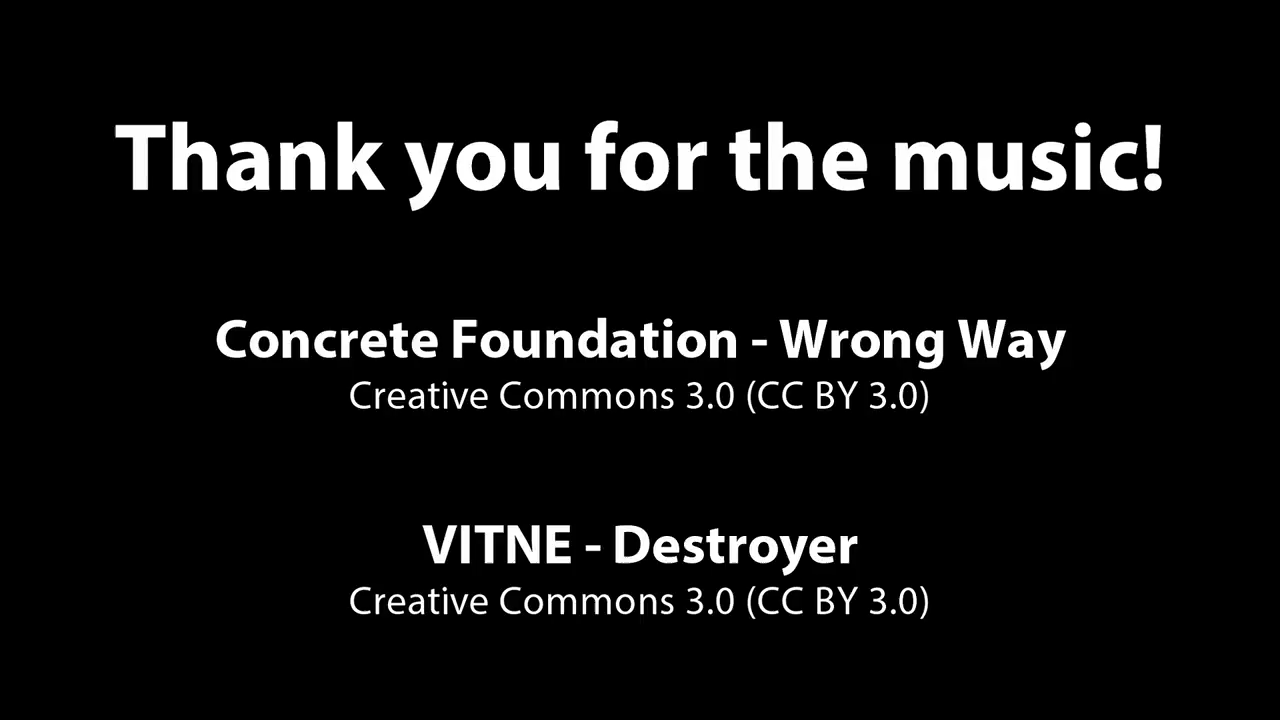 Thank you for the music!
Concrete Foundation - Wrong Way
Creative Commons 3.0 (CC BY 3.0)
VITNE - Destroyer
Creative Commons 3.0 (CC BY 3.0)